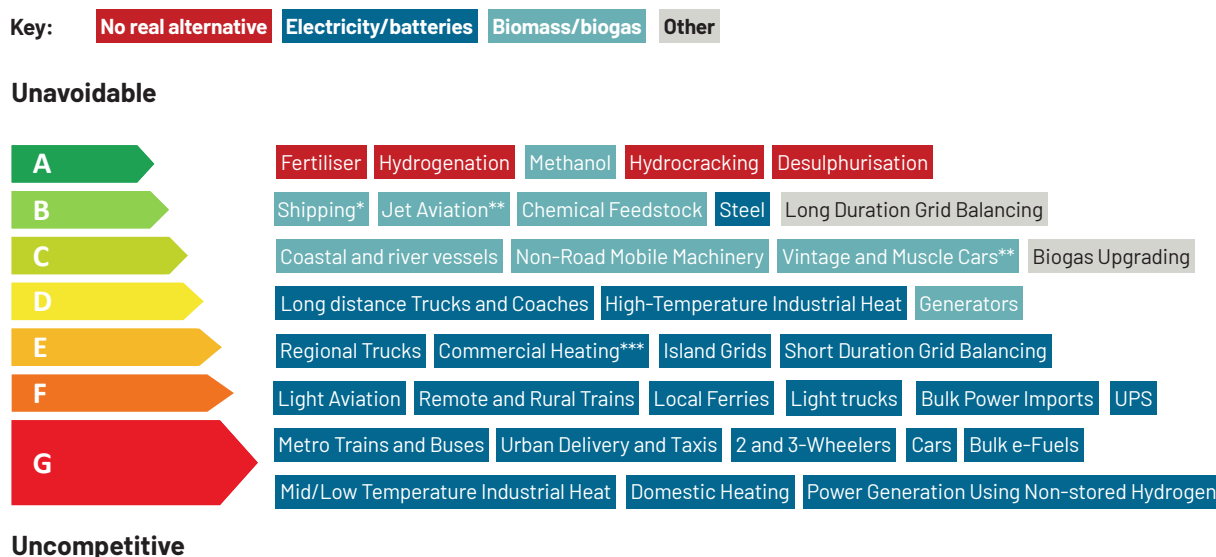 Key: No real alternative Electricity/batteries Biomass/biogas Other
Unavoidable
A Fertiliser Hydrogenation Methanol Hydrocracking Desulphurisation
B Shipping* Jet Aviation** Chemical Feedstock Steel Long Duration Grid Balancing
C Coastal and river vessels Non-Road Mobile Machinery Vintage and Muscle Cars** Biogas Upgrading
D Long distance Trucks and Coaches High-Temperature Industrial Heat Generators
E Regional Trucks Commercial Heating*** Island Grids Short Duration Grid Balancing
F Light Aviation Remote and Rural Trains Local Ferries Light trucks Bulk Power Imports UPS
G Metro Trains and Buses Urban Delivery and Taxis 2 and 3-Wheelers Cars Bulk e-Fuels
Mid/Low Temperature Industrial Heat Domestic Heating Power Generation Using Non-stored Hydrogen
Uncompetitive